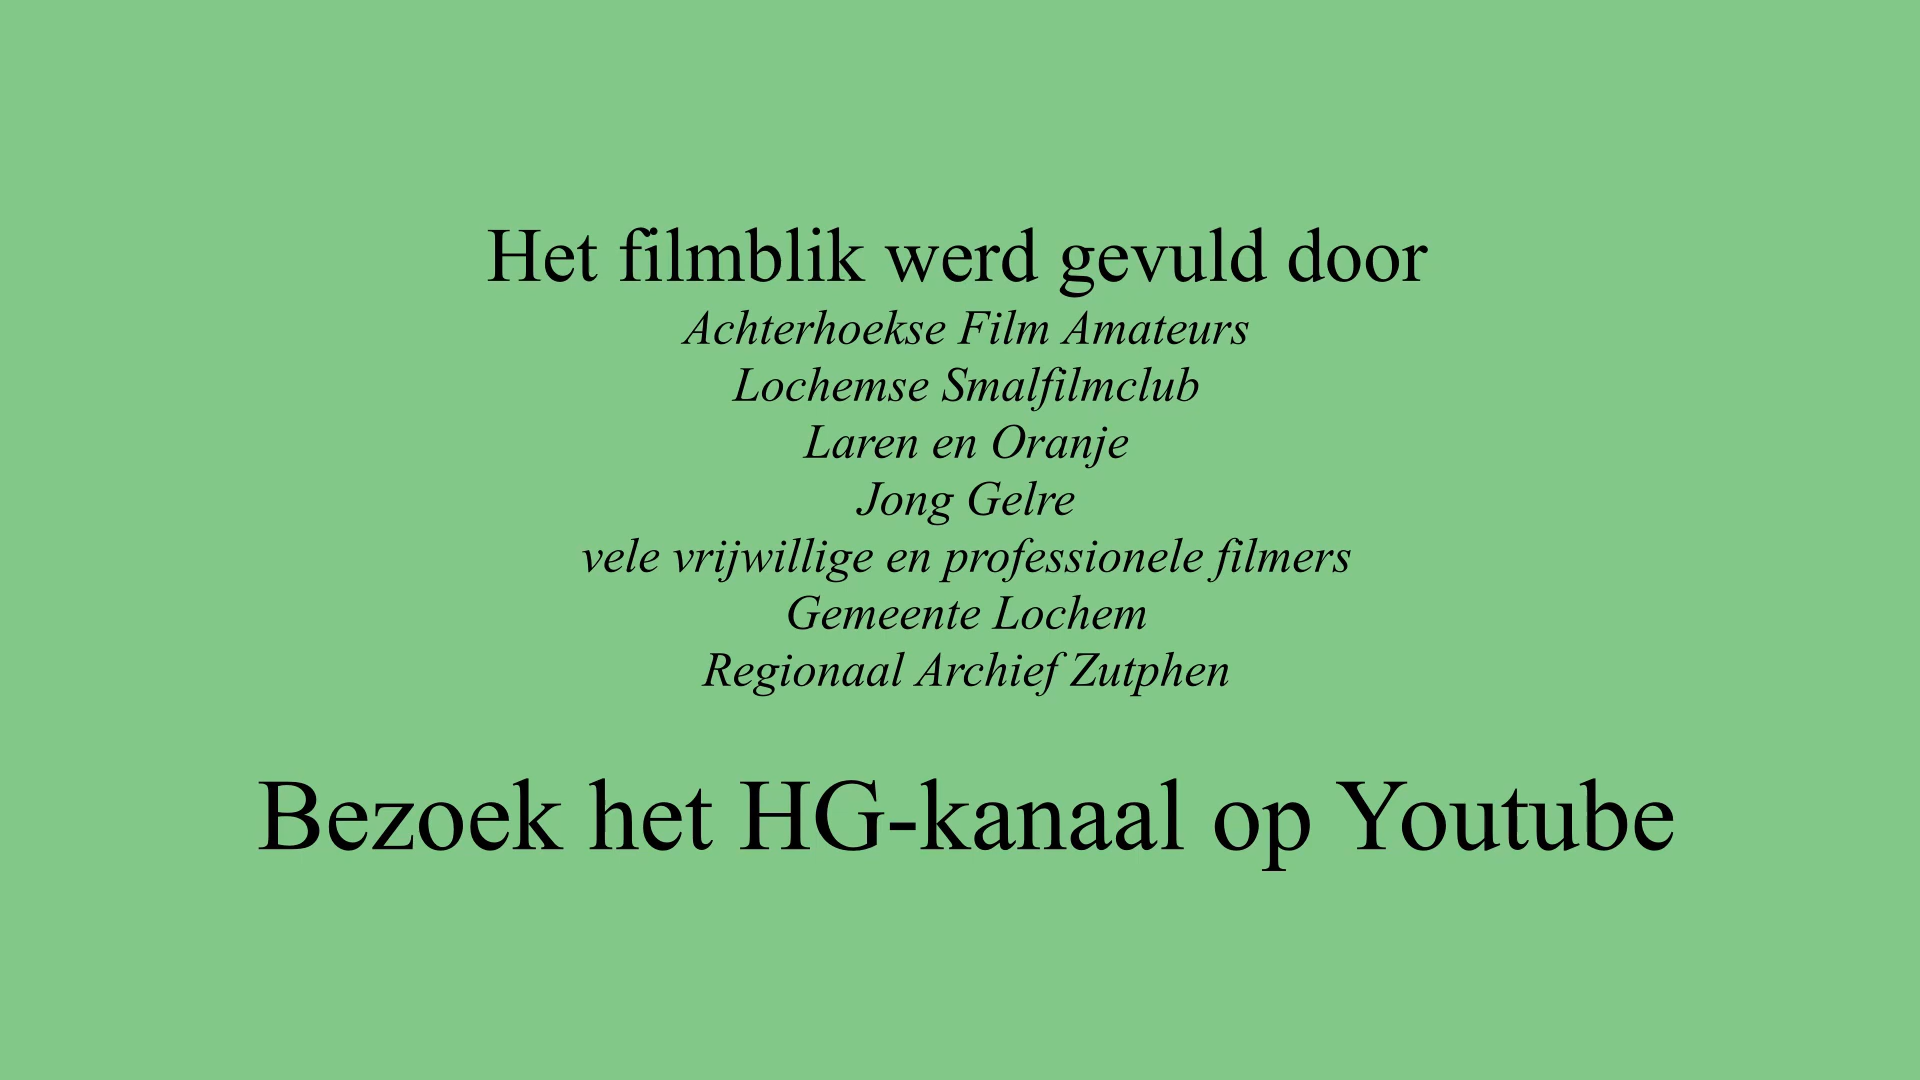 Het filmblik werd gevuld door
Achterhoekse Film Amateurs
Lochemse Smalfilmclub
Laren en Oranje
Jong Gelre
vele vrijwillige en professionele filmers
Gemeente Lochem
Regionaal Archief Zutphen
Bezoek het HG-kanaal op Youtube